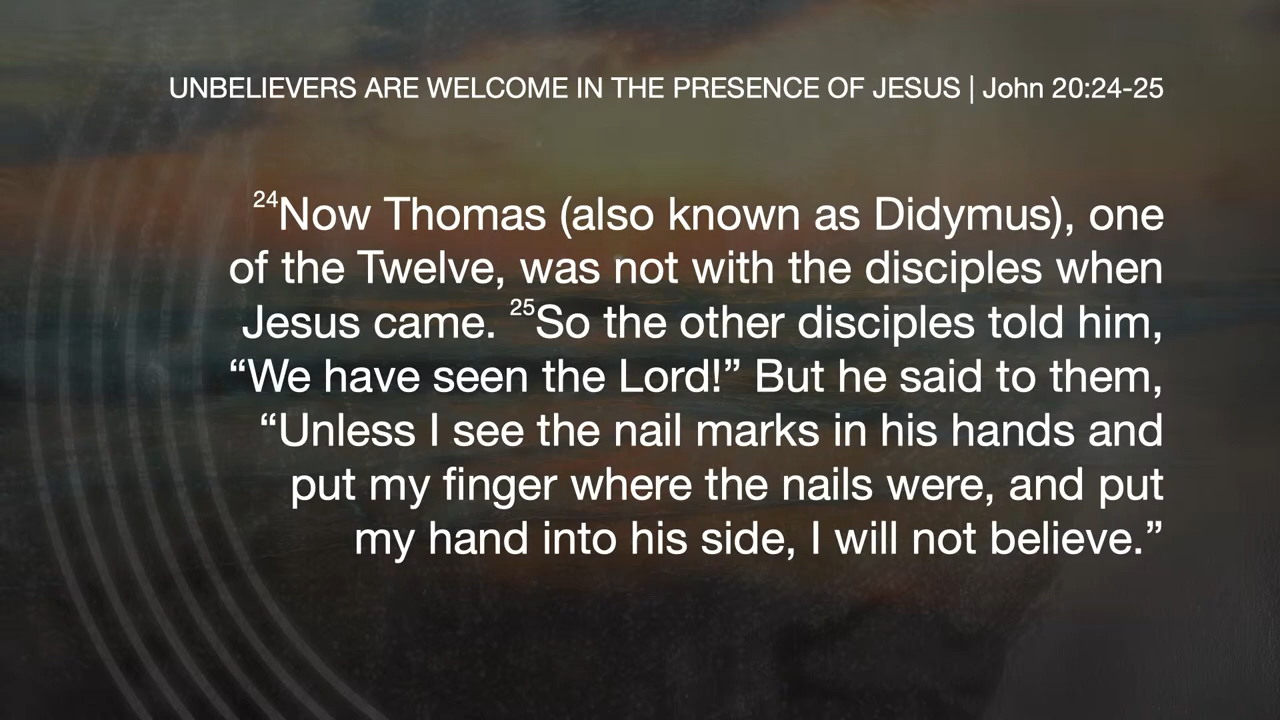 UNBELIEVERS ARE WELCOME IN THE PRESENCE OF JESUS | John 20:24-25
24Now Thomas (also known as Didymus), one
of the Twelve, was not with the disciples when
Jesus came. 25So the other disciples told him,
“We have seen the Lord!” But he said to them,
“Unless I see the nail marks in his hands and
put my finger where the nails were, and put
my hand into his side, I will not believe.”